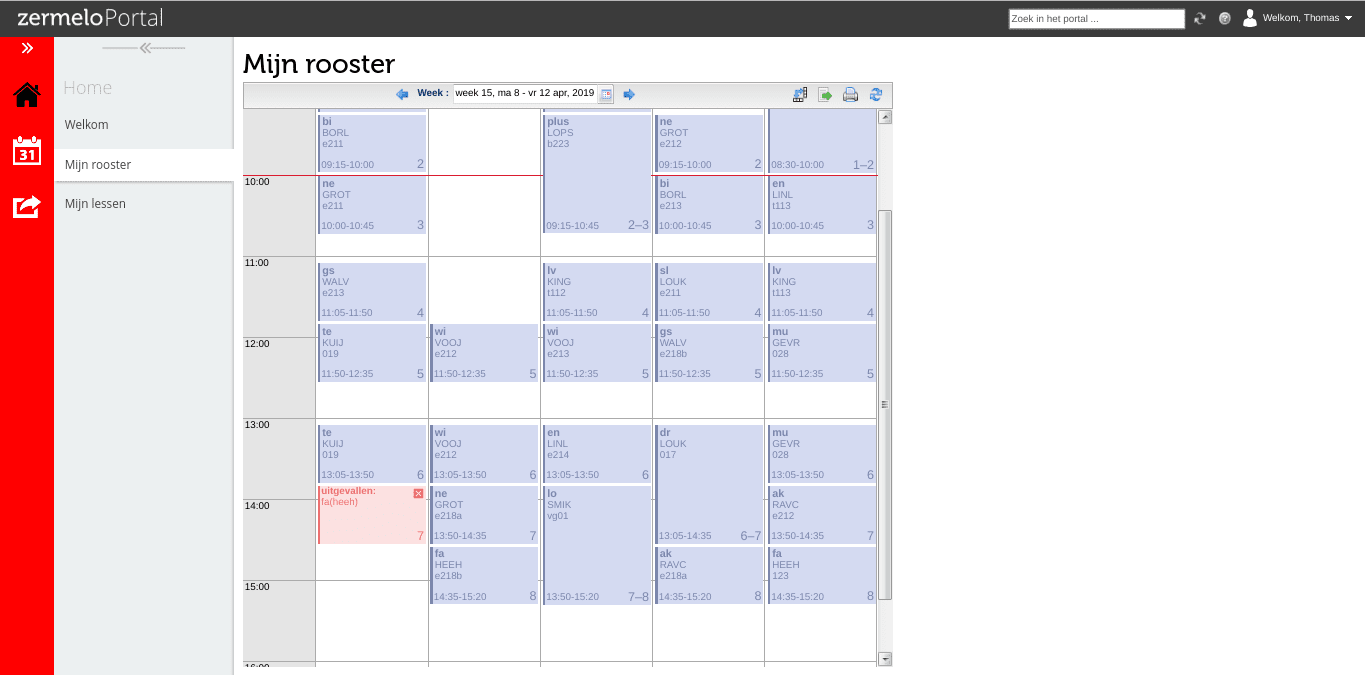 zermeloPortal
Zoek in het portal ...
Welkom, Thomas
Home
Welkom
31
Mijn rooster
Mijn lessen
Mijn rooster
Week :
week 15, ma 8 - vr 12 apr, 2019
10:00
11:00
12:00
13:00
14:00
15:00
16:00
bi
BORL
e211
09:15-10:00 2
ne
GROT
e211
10:00-10:45 3
gs
WALV
e213
11:05-11:50 4
te
KUIJ
019
11:50-12:35 5
te
KUIJ
019
13:05-13:50 6
uitgevallen:
fa(heeh)
7
wi
VOOJ
e212
11:50-12:35 5
wi
VOOJ
e212
13:05-13:50 6
ne
GROT
e218a
13:50-14:35 7
fa
HEEH
e218b
14:35-15:20 8
plus
LOPS
b223
09:15-10:45 2–3
lv
KING
t112
11:05-11:50 4
wi
VOOJ
e213
11:50-12:35 5
en
LINL
e214
13:05-13:50 6
lo
SMIK
vg01
13:50-15:20 7–8
ne
GROT
e212
09:15-10:00 2
bi
BORL
e213
10:00-10:45 3
sl
LOUK
e211
11:05-11:50 4
gs
WALV
e218b
11:50-12:35 5
dr
LOUK
017
13:05-14:35 6–7
ak
RAVC
e218a
14:35-15:20 8
08:30-10:00 1–2
en
LINL
t113
10:00-10:45 3
lv
KING
t113
11:05-11:50 4
mu
GEVR
028
11:50-12:35 5
mu
GEVR
028
13:05-13:50 6
ak
RAVC
e212
13:50-14:35 7
fa
HEEH
123
14:35-15:20 8